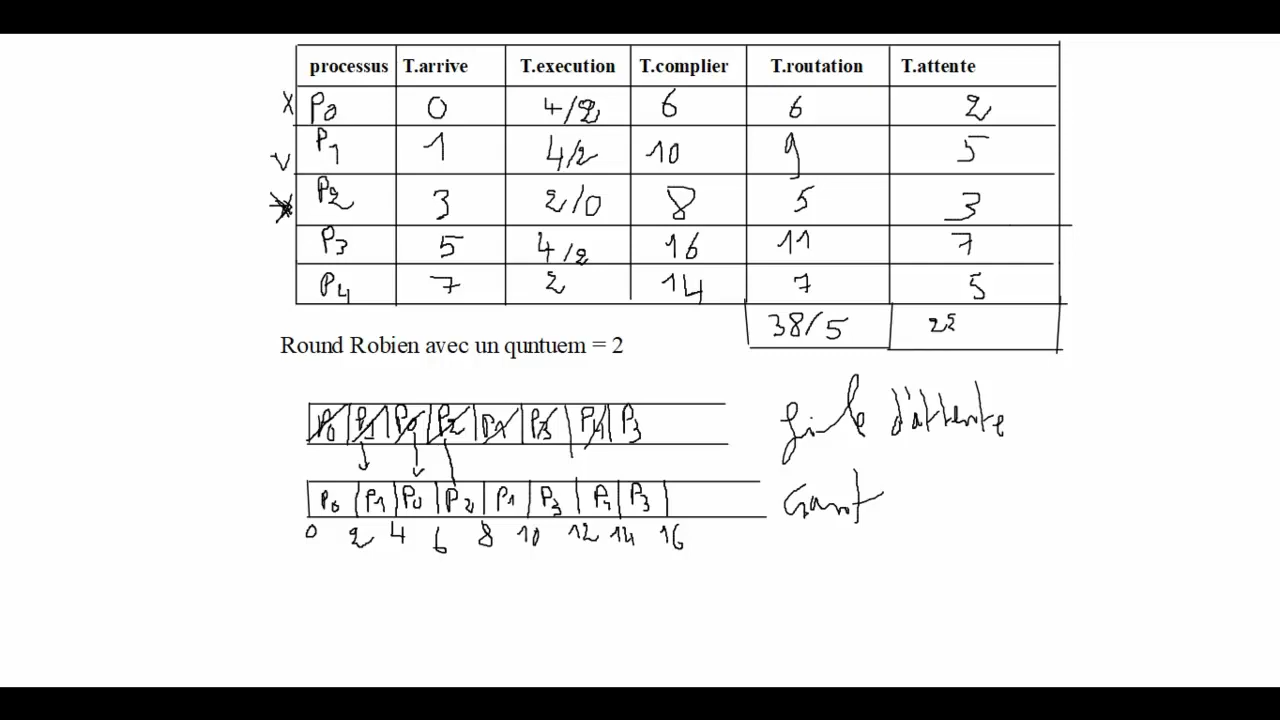 processus T.arrive T.execution T.complier T.routation T.attente
P0 0 4/2 6 6 2
P1 1 4/2 10 9 5
P2 3 2/0 8 5 3
P3 5 4/2 16 11 7
P4 7 2 14 7 5
38/5
Round Robien avec un quntuem = 2
P0 P1 P0 P2 P1 P3 P4 P3 d'attente
P0 P1 P0 P2 P1 P3 P4 P3 Gant
0 2 4 6 8 10 12 14 16